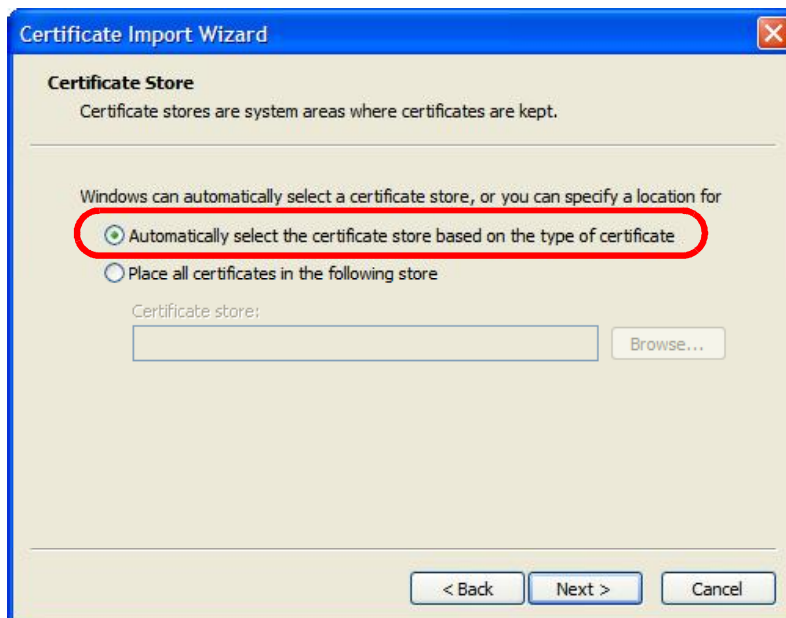 Certificate Import Wizard
Certificate Store
Certificate stores are system areas where certificates are kept.
Windows can automatically select a certificate store, or you can specify a location for
Automatically select the certificate store based on the type of certificate
Place all certificates in the following store
Certificate store:
Browse...
< Back Next > Cancel